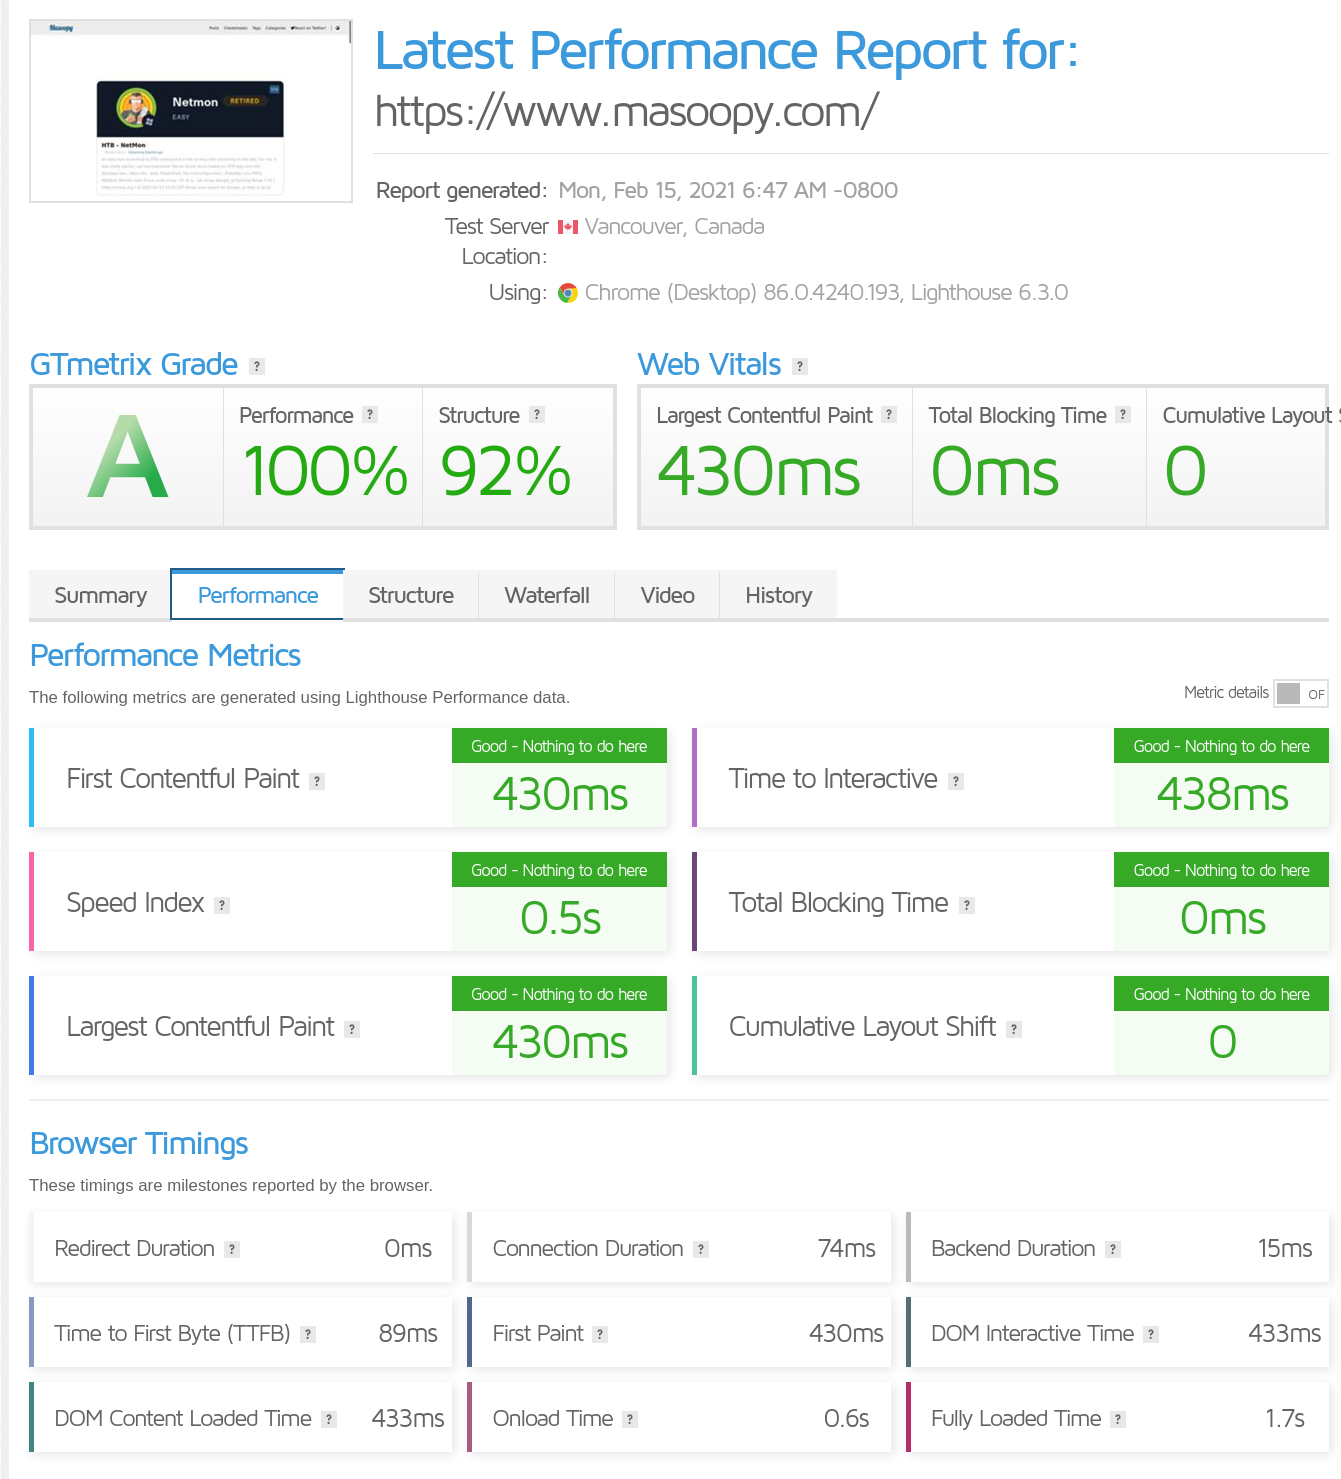 Masoopy
Posts Cheatsheets Tags Categories
Netmon RETIRED
EASY
HTB - NetMon
Latest Performance Report for:
https://www.masoopy.com/
Report generated: Mon, Feb 15, 2021 6:47 AM -0800
Test Server Location: Vancouver, Canada
Using: Chrome (Desktop) 86.0.4240.193, Lighthouse 6.3.0
GTmetrix Grade ?
Web Vitals ?
A
Performance ?
100%
Structure ?
92%
Largest Contentful Paint ?
430ms
Total Blocking Time ?
0ms
Cumulative Layout S
0
Summary Performance Structure Waterfall Video History
Performance Metrics
The following metrics are generated using Lighthouse Performance data.
Metric details OF
First Contentful Paint ?
Good - Nothing to do here
430ms
Time to Interactive ?
Good - Nothing to do here
438ms
Speed Index ?
Good - Nothing to do here
0.5s
Total Blocking Time ?
Good - Nothing to do here
0ms
Largest Contentful Paint ?
Good - Nothing to do here
430ms
Cumulative Layout Shift ?
Good - Nothing to do here
0
Browser Timings
These timings are milestones reported by the browser.
Redirect Duration ? 0ms
Connection Duration ? 74ms
Backend Duration ? 15ms
Time to First Byte (TTFB) ? 89ms
First Paint ? 430ms
DOM Interactive Time ? 433ms
DOM Content Loaded Time ? 433ms
Onload Time ? 0.6s
Fully Loaded Time ? 1.7s